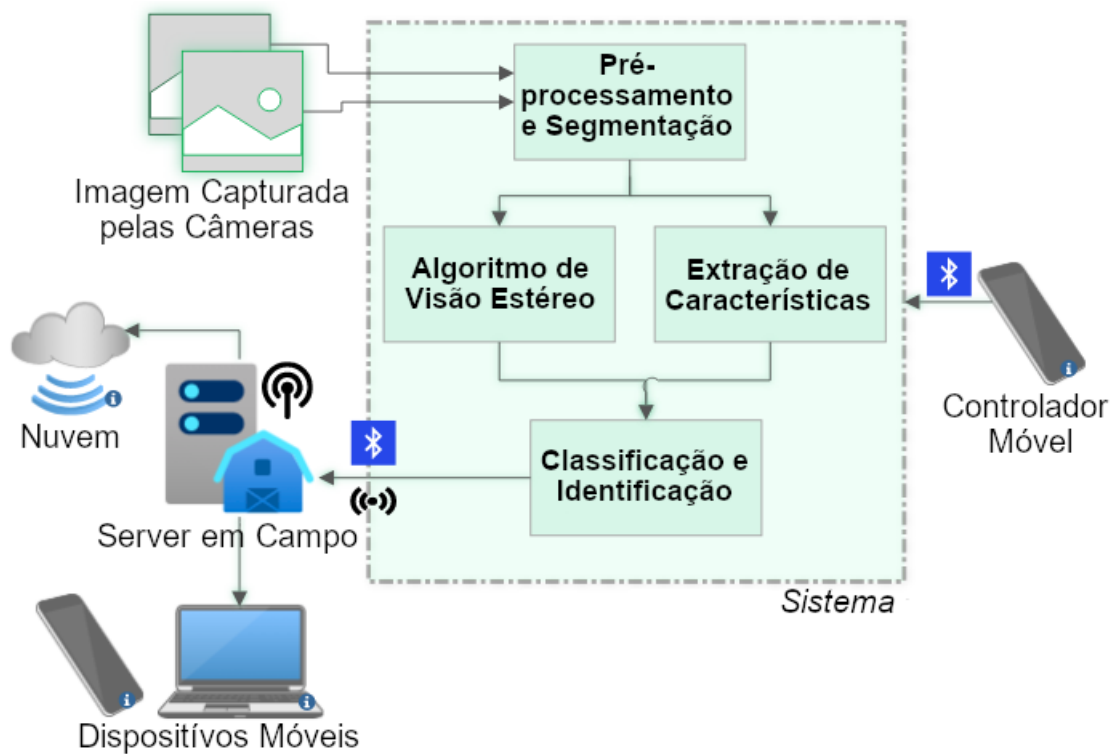 Pré-
processamento
e Segmentação
Imagem Capturada
pelas Câmeras
Algoritmo de
Visão Estéreo
Extração de
Características
Controlador
Móvel
Nuvem
Classificação e
Identificação
Server em Campo
Sistema
Dispositívos Móveis